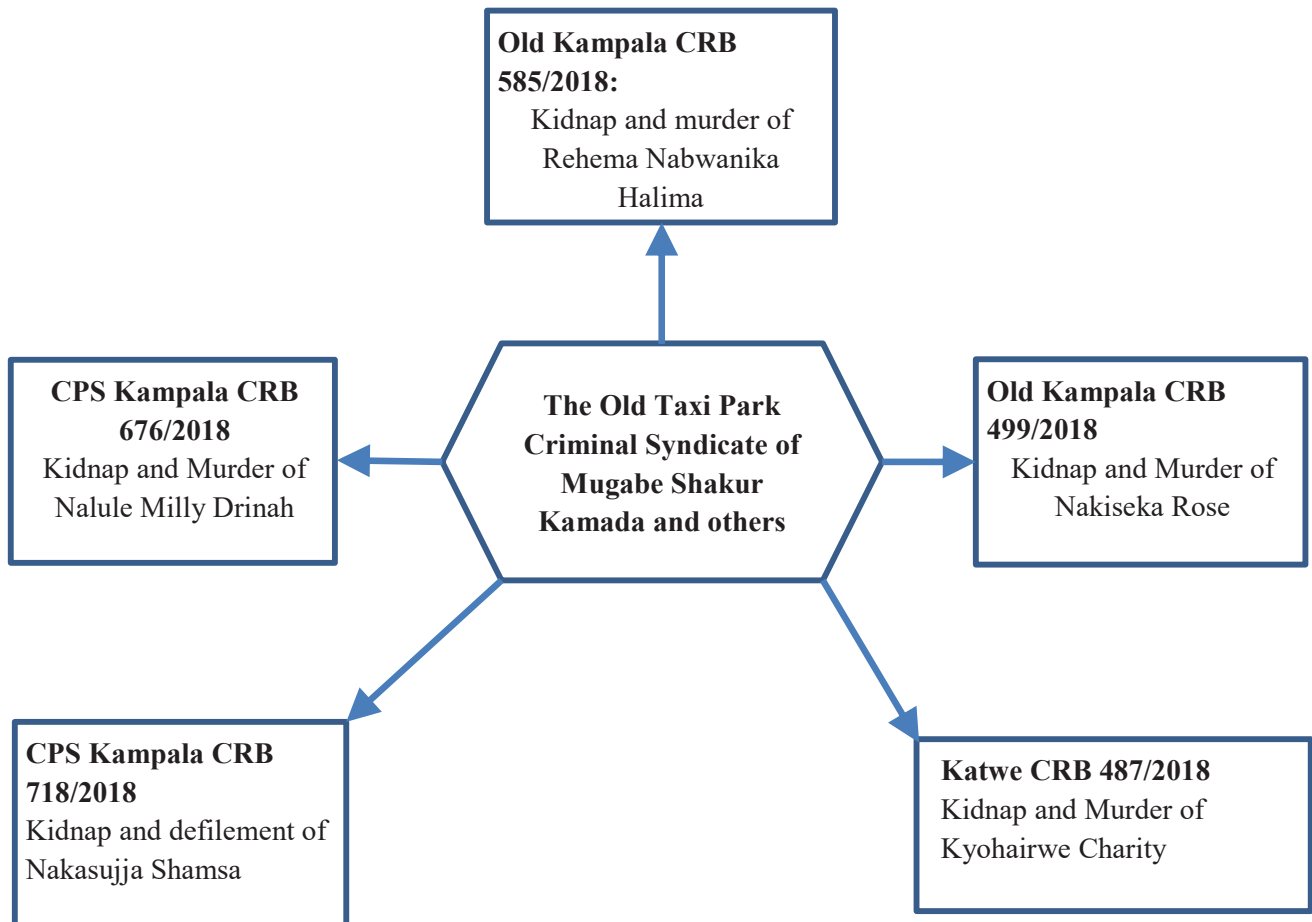 Old Kampala CRB
585/2018:
Kidnap and murder of
Rehema Nabwanika
Halima
CPS Kampala CRB
676/2018
Kidnap and Murder of
Nalule Milly Drinah
The Old Taxi Park
Criminal Syndicate of
Mugabe Shakur
Kamada and others
Old Kampala CRB
499/2018
Kidnap and Murder of
Nakiseka Rose
CPS Kampala CRB
718/2018
Kidnap and defilement of
Nakasujja Shamsa
Katwe CRB 487/2018
Kidnap and Murder of
Kyohairwe Charity